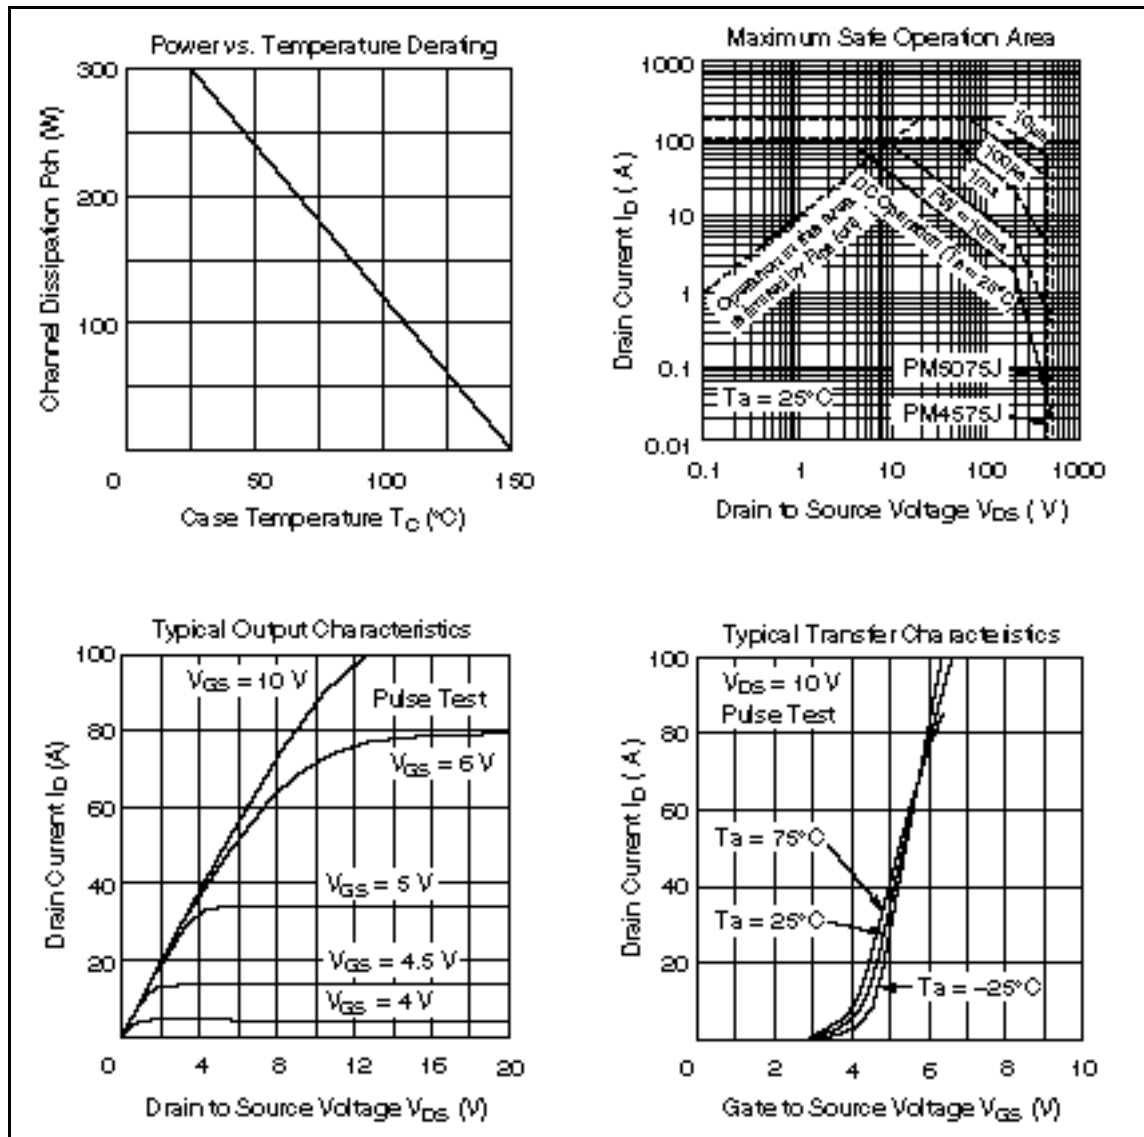 Power vs. Temperature Derating
300
200
100
0
50
100
150
Channel Dissipation Pch (W)
Case Temperature TC (°C)
Maximum Safe Operation Area
1000
100
10
1
0.1
0.01
0.1
1
10
100
1000
Drain Current ID ( A )
Drain to Source Voltage VDS ( V )
10 µs
100 µs
1 ms
PW = 10 ms
DC Operation (Ta = 25°C
Operation in this area
is limited by RDS (on)
PM5075J
PM4575J
Ta = 25°C
Typical Output Characteristics
100
80
60
40
20
0
4
8
12
16
20
VGS = 10 V
Pulse Test
VGS = 6 V
VGS = 5 V
VGS = 4.5 V
VGS = 4 V
Drain Current ID (A)
Drain to Source Voltage VDS (V)
Typical Transfer Characteristics
100
80
60
40
20
0
2
4
6
8
10
VDS = 10 V
Pulse Test
Ta = 75°C
Ta = 25°C
Ta = –25°C
Drain Current ID ( A )
Gate to Source Voltage VGS (V)